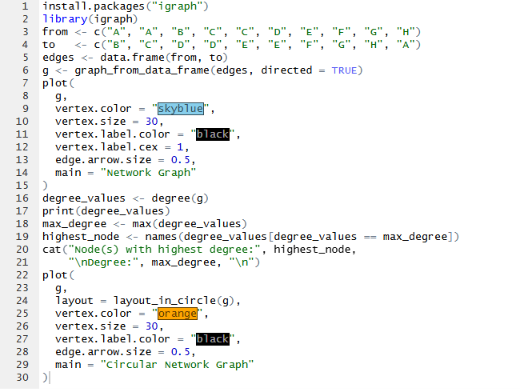 1 install.packages("igraph")
2 library(igraph)
3 from <- c("A", "A", "B", "C", "C", "D", "E", "F", "G", "H")
4 to <- c("B", "C", "D", "D", "E", "E", "F", "G", "H", "A")
5 edges <- data.frame(from, to)
6 g <- graph_from_data_frame(edges, directed = TRUE)
7 plot(
8 g,
9 vertex.color = "skyblue",
10 vertex.size = 30,
11 vertex.label.color = "black",
12 vertex.label.cex = 1,
13 edge.arrow.size = 0.5,
14 main = "Network Graph"
15 )
16 degree_values <- degree(g)
17 print(degree_values)
18 max_degree <- max(degree_values)
19 highest_node <- names(degree_values[degree_values == max_degree])
20 cat("Node(s) with highest degree:", highest_node,
21 "\nDegree:", max_degree, "\n")
22 plot(
23 g,
24 layout = layout_in_circle(g),
25 vertex.color = "orange",
26 vertex.size = 30,
27 vertex.label.color = "black",
28 edge.arrow.size = 0.5,
29 main = "Circular Network Graph"
30 )